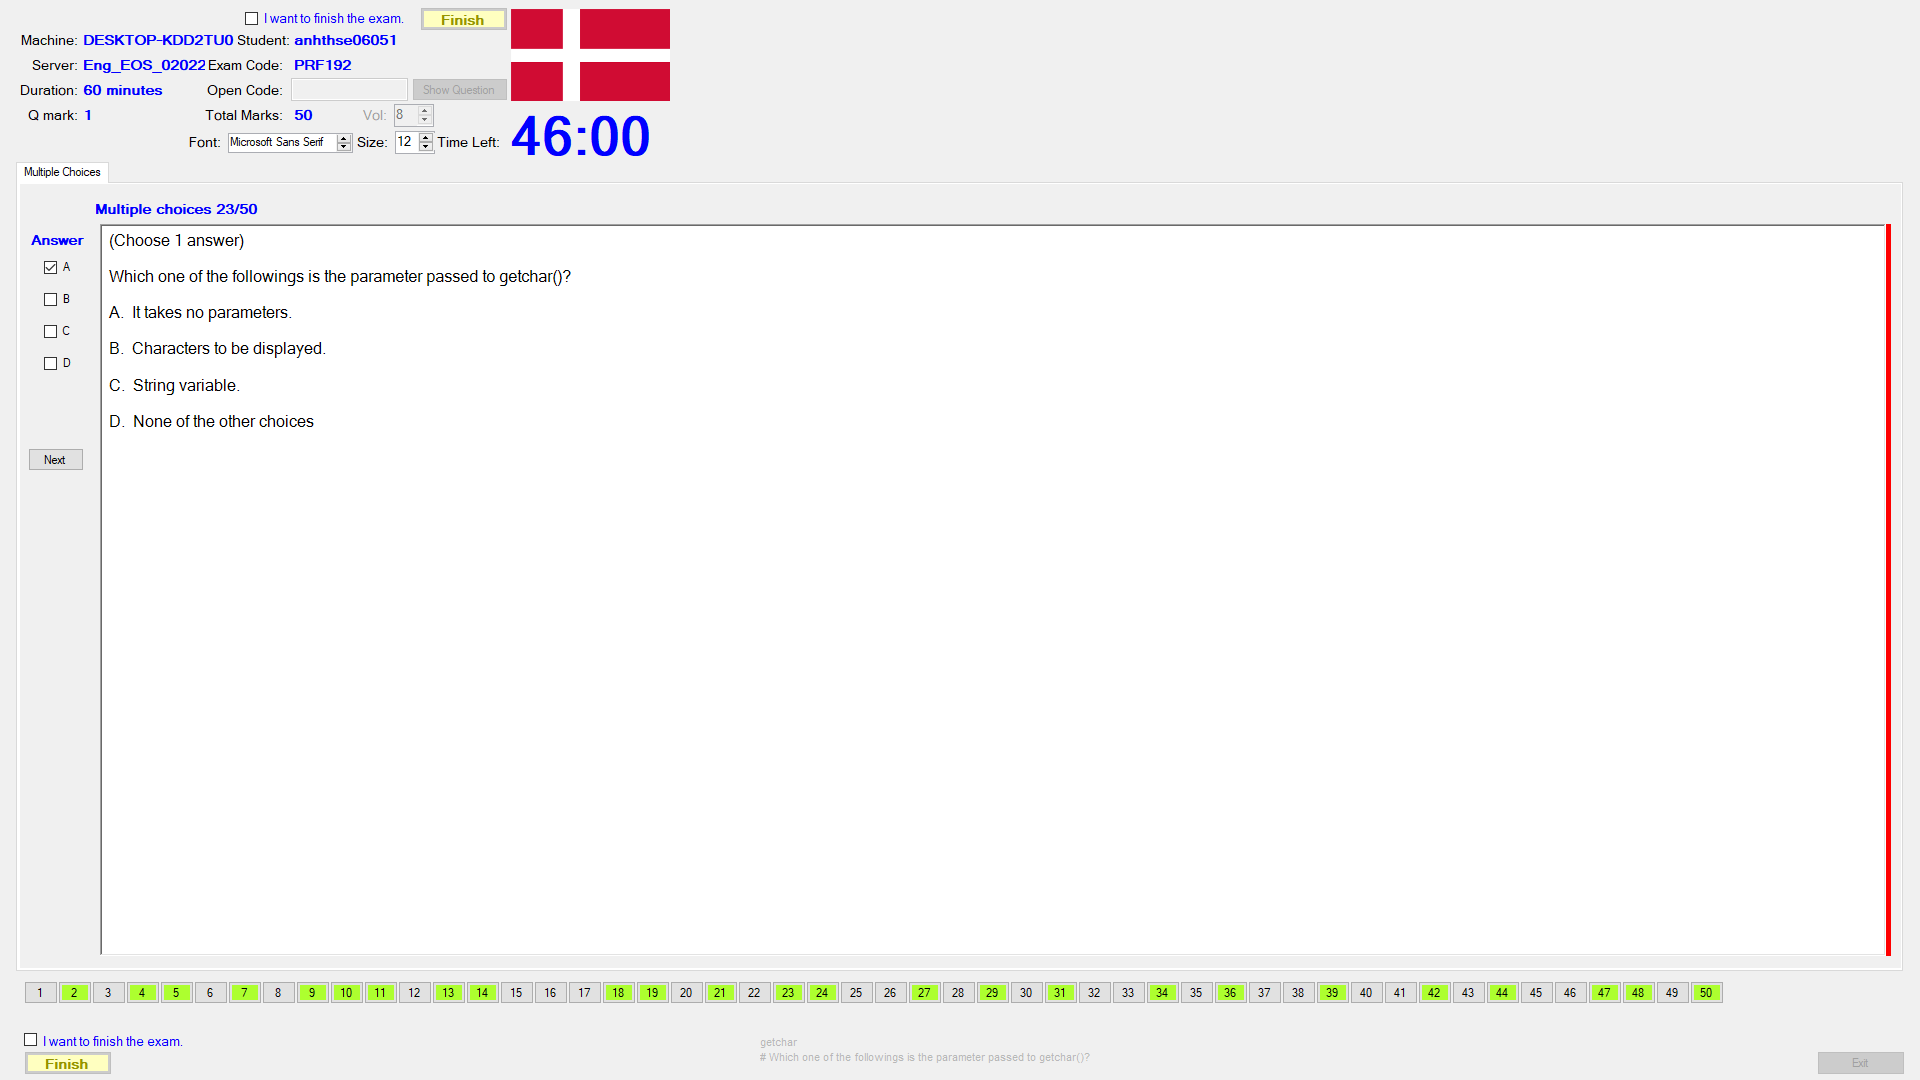 I want to finish the exam.
Finish
Machine: DESKTOP-KDD2TU0 Student: anhthse06051
Server: Eng_EOS_02022 Exam Code: PRF192
Duration: 60 minutes Open Code: Show Question
Q mark: 1 Total Marks: 50 Vol: 8
Font: Microsoft Sans Serif Size: 12 Time Left: 46:00
Multiple Choices
Multiple choices 23/50
Answer
A
B
C
D
Next
(Choose 1 answer)
Which one of the followings is the parameter passed to getchar()?
A. It takes no parameters.
B. Characters to be displayed.
C. String variable.
D. None of the other choices
1 2 3 4 5 6 7 8 9 10 11 12 13 14 15 16 17 18 19 20 21 22 23 24 25 26 27 28 29 30 31 32 33 34 35 36 37 38 39 40 41 42 43 44 45 46 47 48 49 50
I want to finish the exam.
Finish
getchar
# Which one of the followings is the parameter passed to getchar()?
Exit